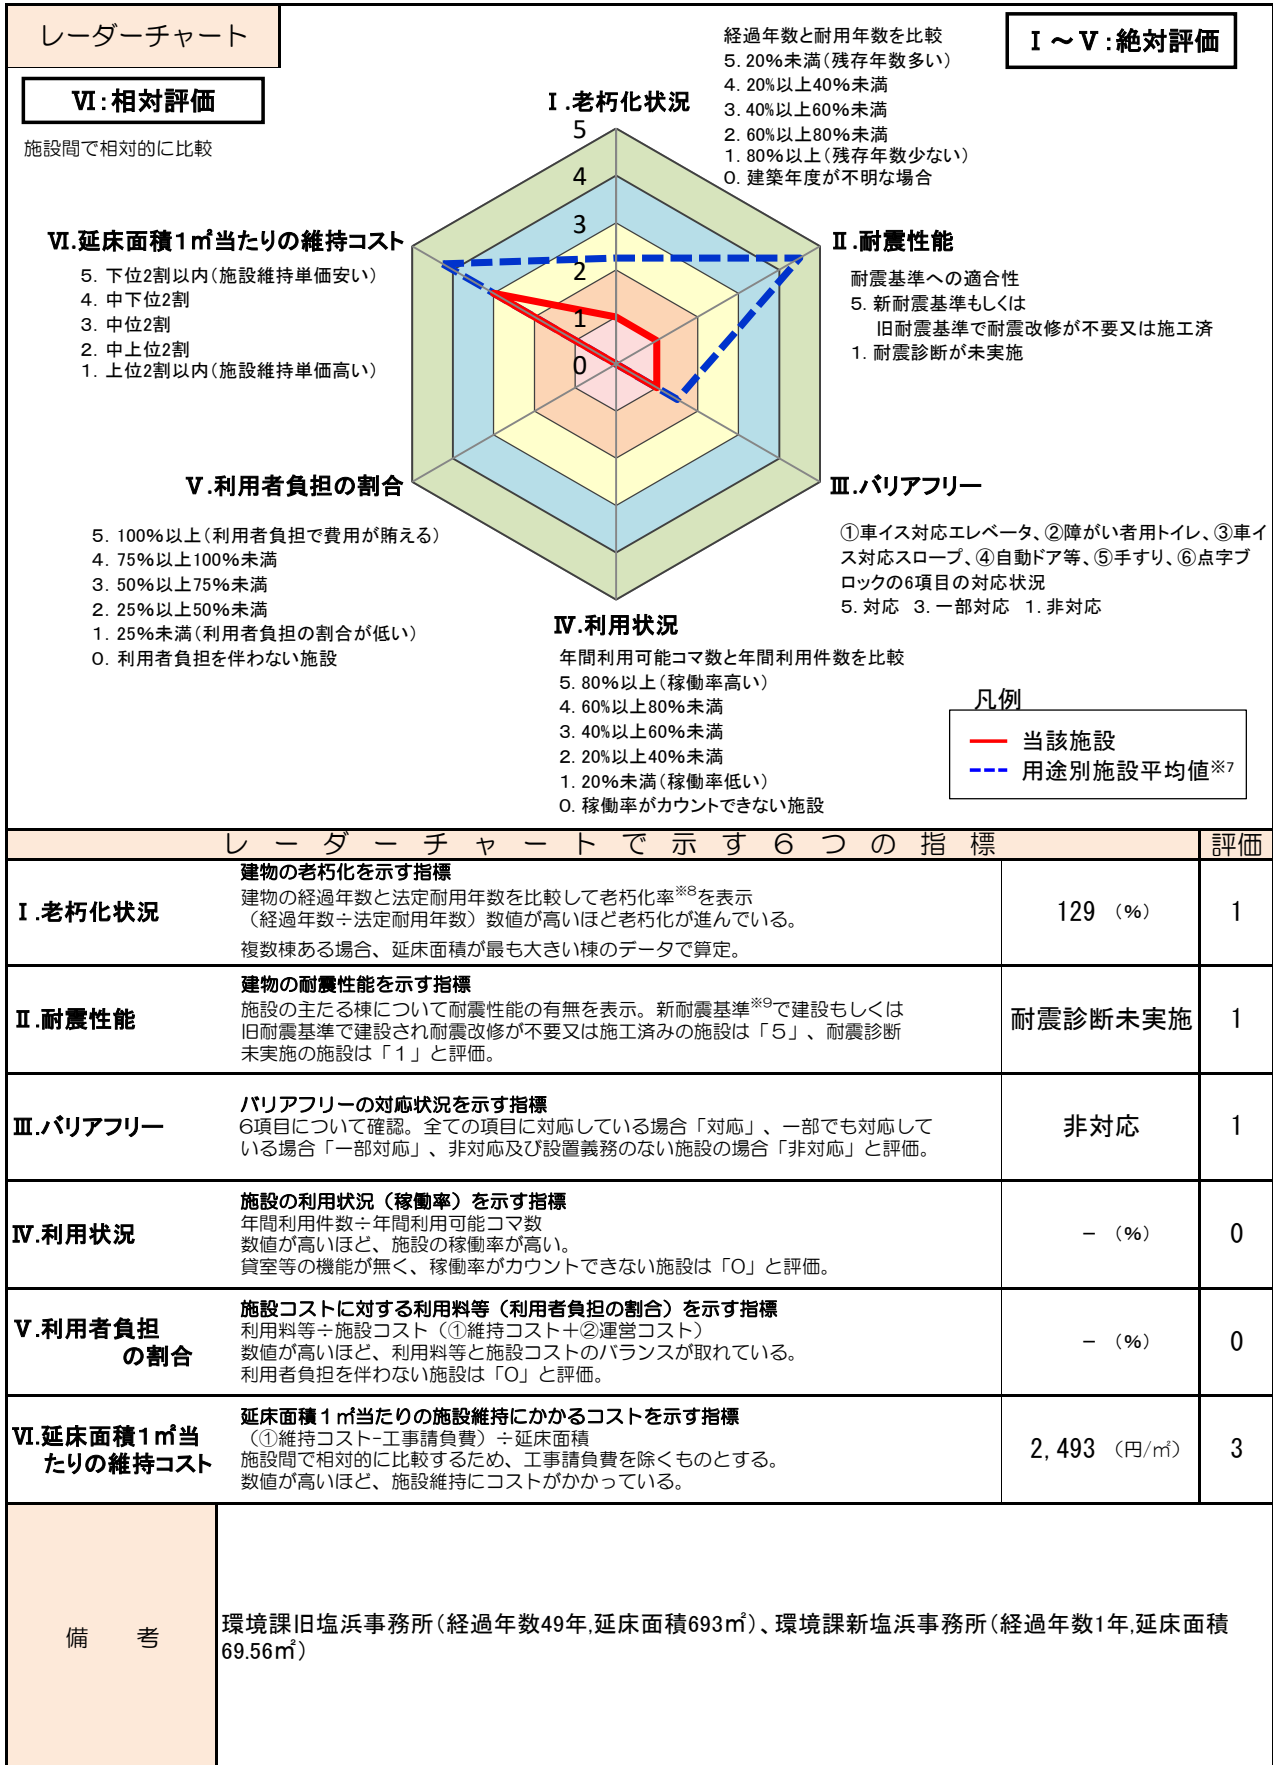 レーダーチャート
Ⅵ：相対評価
施設間で相対的に比較
Ⅰ～Ⅴ：絶対評価
経過年数と耐用年数を比較
5. 20%未満（残存年数多い）
4. 20%以上40%未満
3. 40%以上60%未満
2. 60%以上80%未満
1. 80%以上（残存年数少ない）
0. 建築年度が不明な場合
Ⅰ.老朽化状況
5
4
3
2
1
0
Ⅵ.延床面積1㎡当たりの維持コスト
5. 下位2割以内（施設維持単価安い）
4. 中下位2割
3. 中位2割
2. 中上位2割
1. 上位2割以内（施設維持単価高い）
Ⅱ.耐震性能
耐震基準への適合性
5. 新耐震基準もしくは
旧耐震基準で耐震改修が不要又は施工済
1. 耐震診断が未実施
Ⅴ.利用者負担の割合
5. 100%以上（利用者負担で費用が賄える）
4. 75%以上100%未満
3. 50%以上75%未満
2. 25%以上50%未満
1. 25%未満（利用者負担の割合が低い）
0. 利用者負担を伴わない施設
Ⅲ.バリアフリー
①車イス対応エレベータ、②障がい者用トイレ、③車イ
ス対応スロープ、④自動ドア等、⑤手すり、⑥点字ブ
ロックの6項目の対応状況
5. 対応 3. 一部対応 1. 非対応
Ⅳ.利用状況
年間利用可能コマ数と年間利用件数を比較
5. 80%以上（稼働率高い）
4. 60%以上80%未満
3. 40%以上60%未満
2. 20%以上40%未満
1. 20%未満（稼働率低い）
0. 稼働率がカウントできない施設
凡例
当該施設
用途別施設平均値※7
レーダーチャートで示す6つの指標 評価
Ⅰ.老朽化状況
建物の老朽化を示す指標
建物の経過年数と法定耐用年数を比較して老朽化率※8を表示
（経過年数÷法定耐用年数）数値が高いほど老朽化が進んでいる。
複数棟ある場合、延床面積が最も大きい棟のデータで算定。
129 （%） 1
Ⅱ.耐震性能
建物の耐震性能を示す指標
施設の主たる棟について耐震性能の有無を表示。新耐震基準※9で建設もしくは
旧耐震基準で建設され耐震改修が不要又は施工済みの施設は「5」、耐震診断
未実施の施設は「1」と評価。
耐震診断未実施 1
Ⅲ.バリアフリー
バリアフリーの対応状況を示す指標
6項目について確認。全ての項目に対応している場合「対応」、一部でも対応して
いる場合「一部対応」、非対応及び設置義務のない施設の場合「非対応」と評価。
非対応 1
Ⅳ.利用状況
施設の利用状況（稼働率）を示す指標
年間利用件数÷年間利用可能コマ数
数値が高いほど、施設の稼働率が高い。
貸室等の機能が無く、稼働率がカウントできない施設は「0」と評価。
− （%） 0
Ⅴ.利用者負担
の割合
施設コストに対する利用料等（利用者負担の割合）を示す指標
利用料等÷施設コスト（①維持コスト＋②運営コスト）
数値が高いほど、利用料等と施設コストのバランスが取れている。
利用者負担を伴わない施設は「0」と評価。
− （%） 0
Ⅵ.延床面積1㎡当
たりの維持コスト
延床面積1㎡当たりの施設維持にかかるコストを示す指標
（①維持コスト-工事請負費）÷延床面積
施設間で相対的に比較するため、工事請負費を除くものとする。
数値が高いほど、施設維持にコストがかかっている。
2,493 （円/㎡） 3
備 考
環境課旧塩浜事務所（経過年数49年,延床面積693㎡）、環境課新塩浜事務所（経過年数1年,延床面積
69.56㎡）